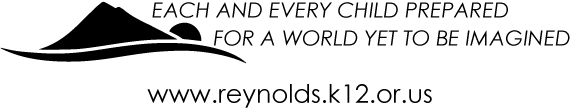 EACH AND EVERY CHILD PREPARED
FOR A WORLD YET TO BE IMAGINED
www.reynolds.k12.or.us